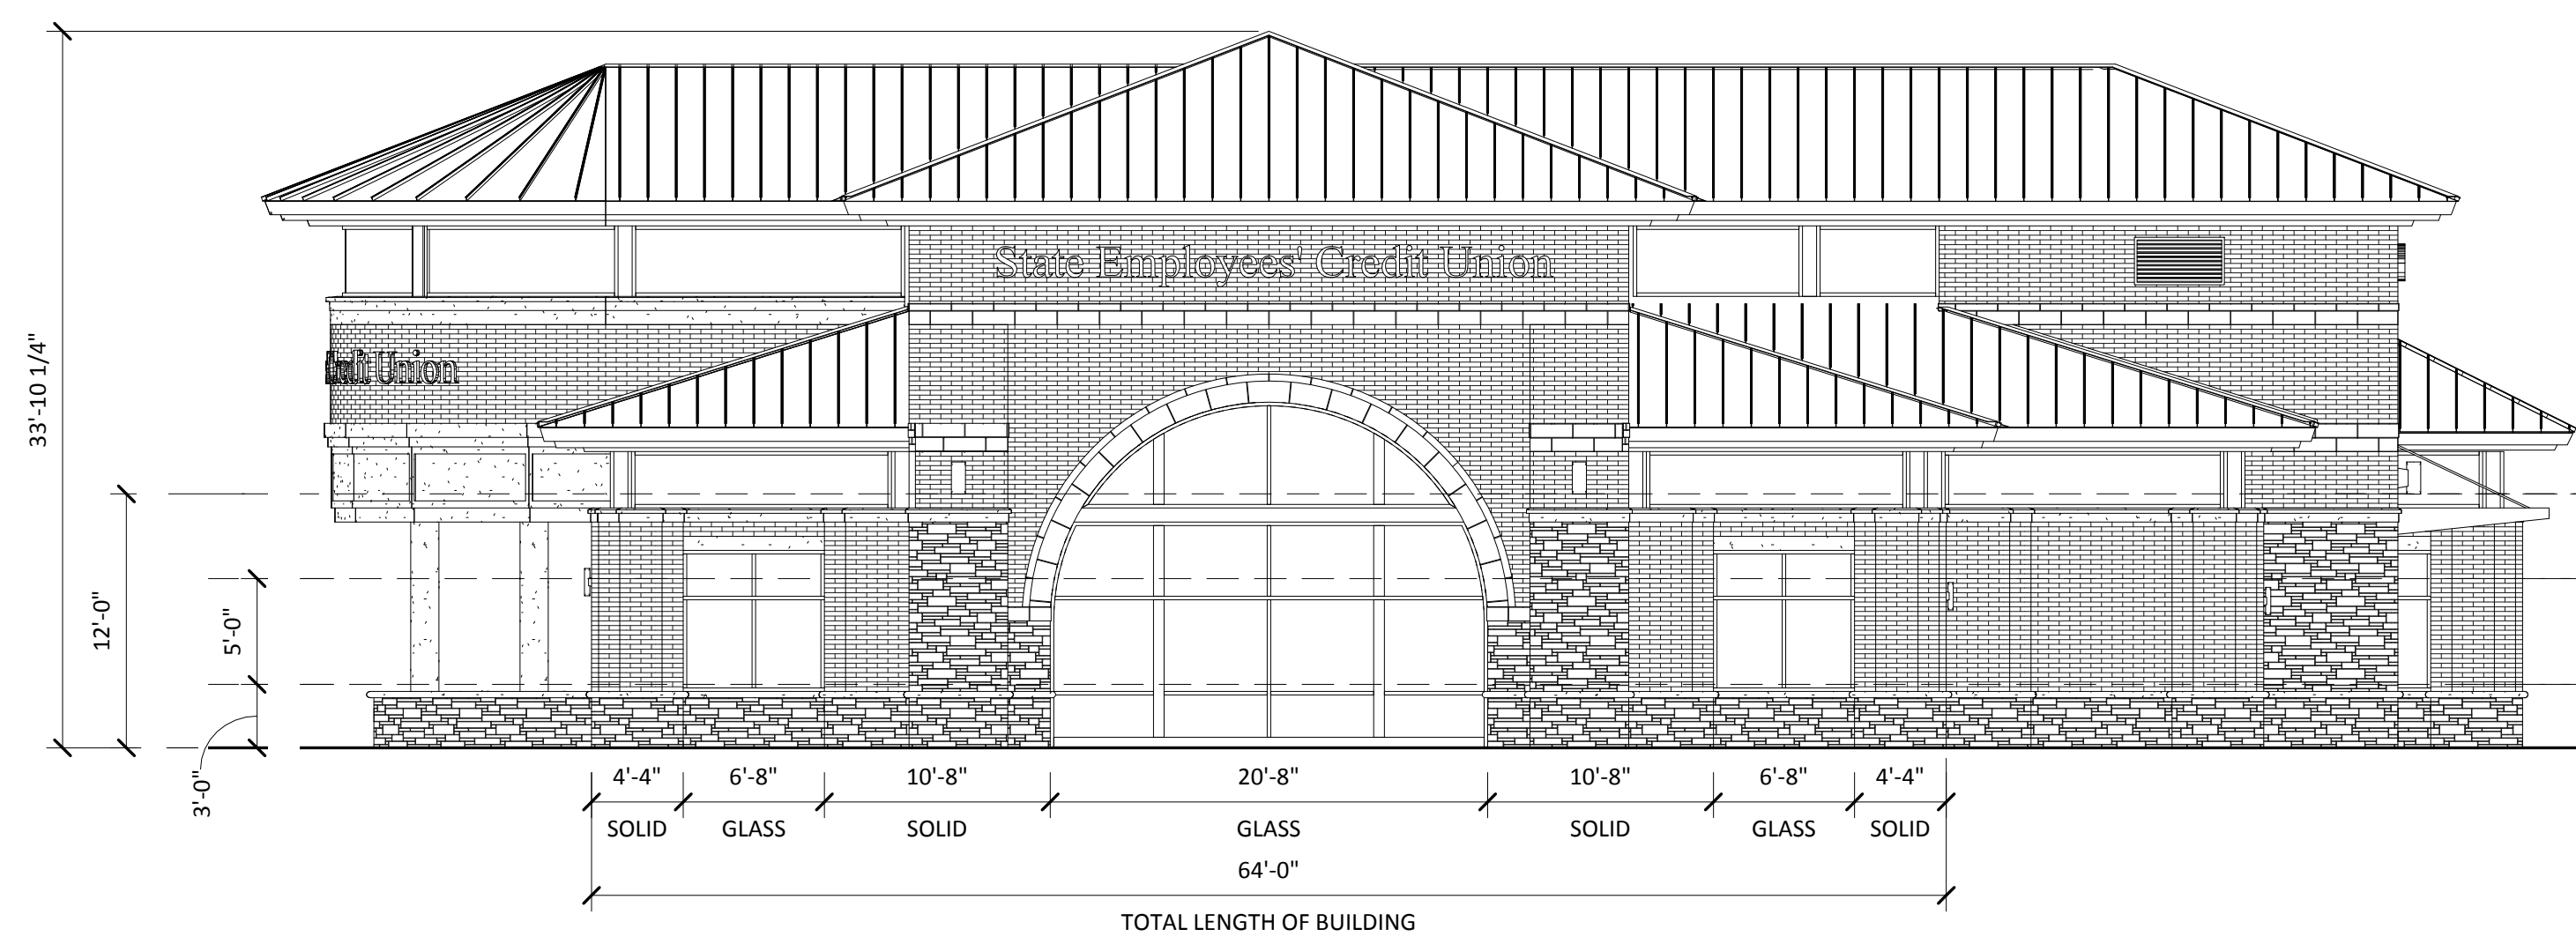 State Employees' Credit Union
Union
33'-10 1/4"
12'-0"
5'-0"
3'-0"
4'-4" 6'-8" 10'-8" 20'-8" 10'-8" 6'-8" 4'-4"
SOLID GLASS SOLID GLASS SOLID GLASS SOLID
64'-0"
TOTAL LENGTH OF BUILDING